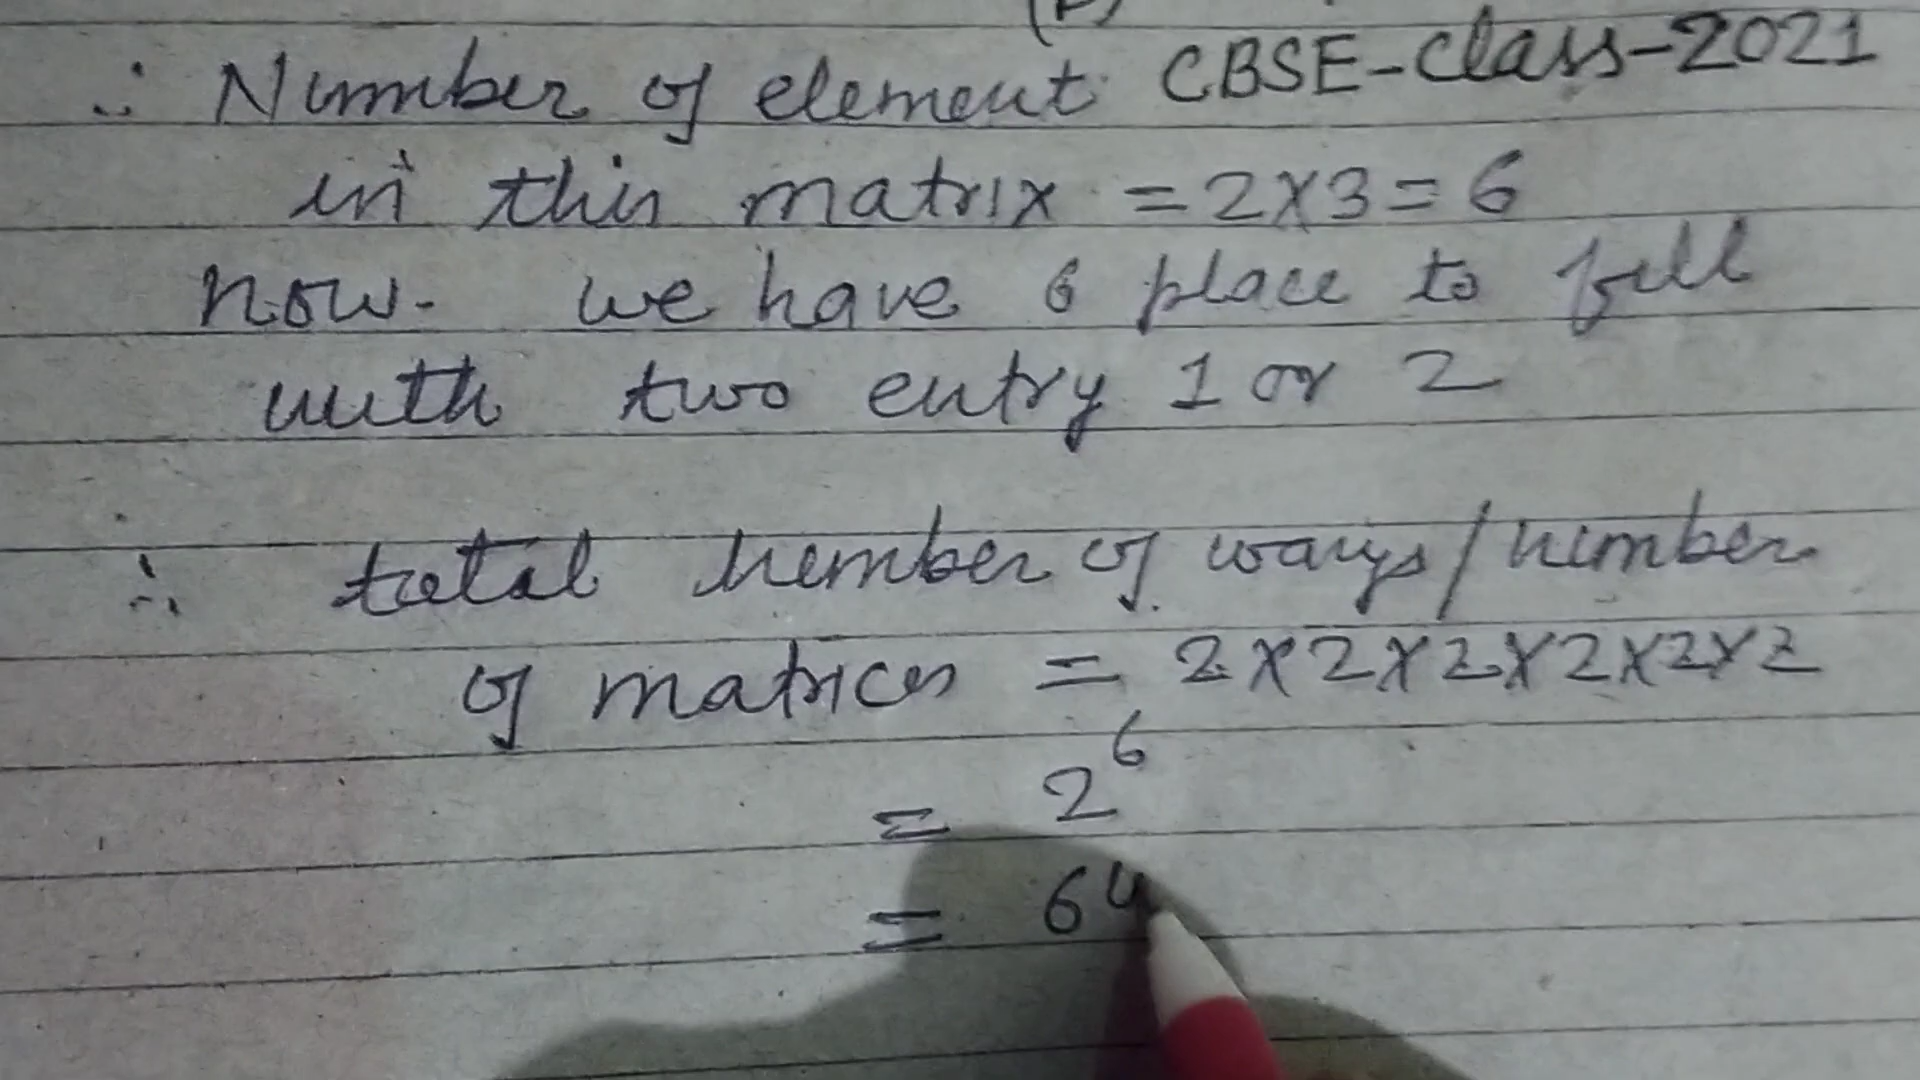 ∴ Number of element CBSE-Class-2021
in this matrix = 2X3 = 6
now. we have 6 place to fill
with two entry 1 or 2
∴ total number of ways / number
of matrices = 2 X 2 X 2 X 2 X 2 X 2
= 2⁶
= 64